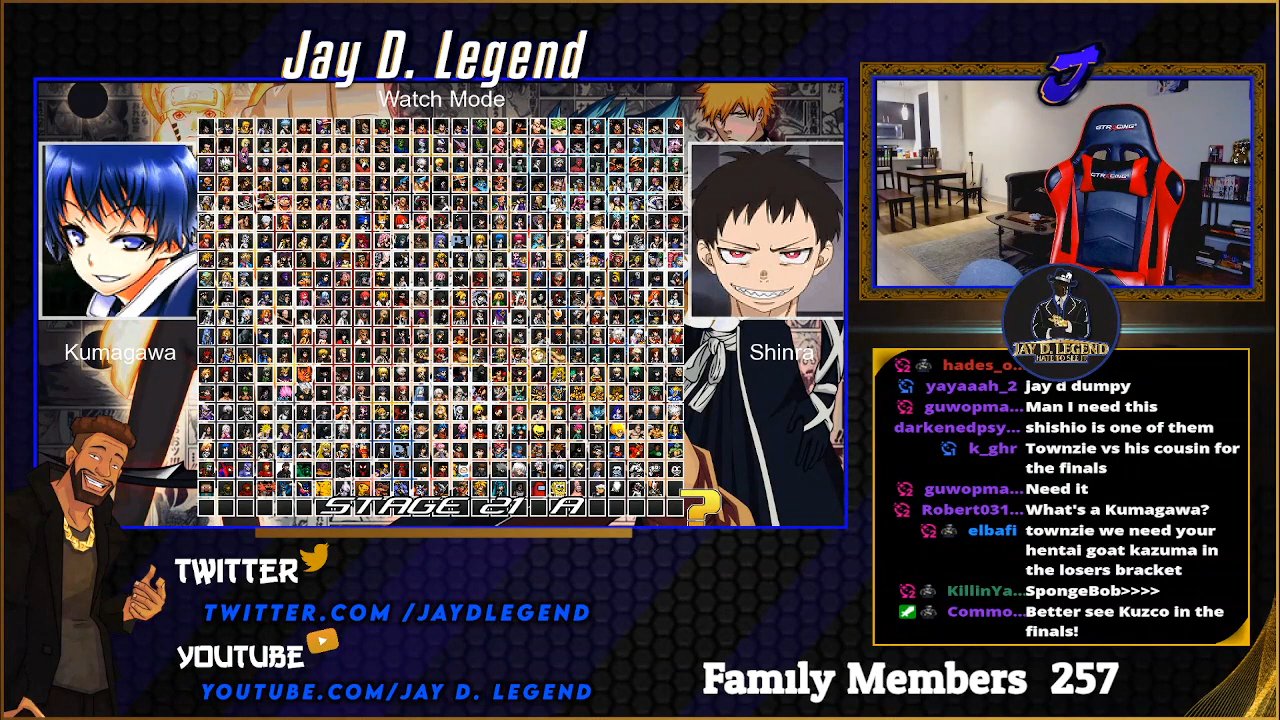 Jay D. Legend
Watch Mode
Kumagawa
Shinra
STAGE 21 A
?
J
GTRACING
GTRACING
JAY D. LEGEND
HATE TO SEE IT
hades_o...
yayaaah_2 jay d dumpy
guwopma... Man I need this
darkenedpsy... shishio is one of them
k_ghr Townzie vs his cousin for
the finals
guwopma... Need it
Robert031... What's a Kumagawa?
elbafi townzie we need your
hentai goat kazuma in
the losers bracket
KillinYa... SpongeBob>>>>
Commo... Better see Kuzco in the
finals!
TWITTER
TWITTER.COM /JAYDLEGEND
YOUTUBE
YOUTUBE.COM/JAY D. LEGEND
Family Members 257